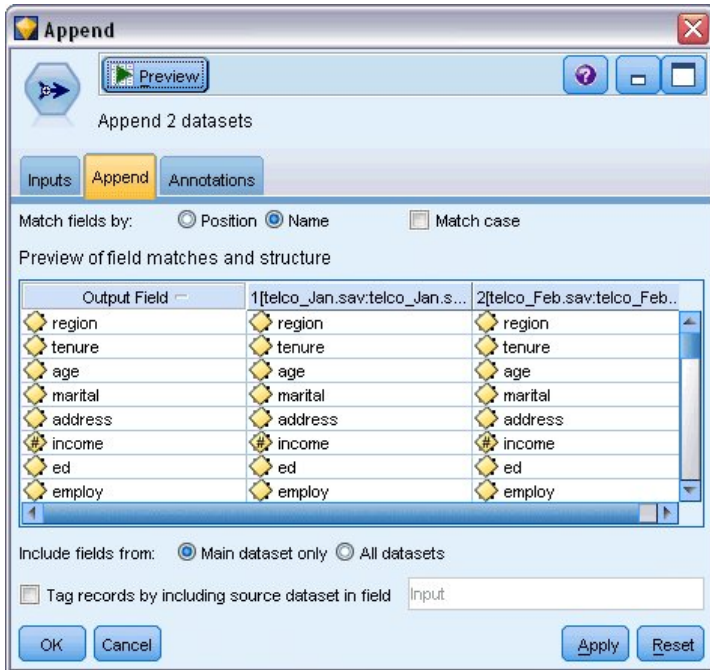 Append
Preview
Append 2 datasets
Inputs Append Annotations
Match fields by: Position Name Match case
Preview of field matches and structure
Output Field 1[telco_Jan.sav:telco_Jan.s... 2[telco_Feb.sav:telco_Feb..
region region region
tenure tenure tenure
age age age
marital marital marital
address address address
income income income
ed ed ed
employ employ employ
Include fields from: Main dataset only All datasets
Tag records by including source dataset in field Input
OK Cancel Apply Reset